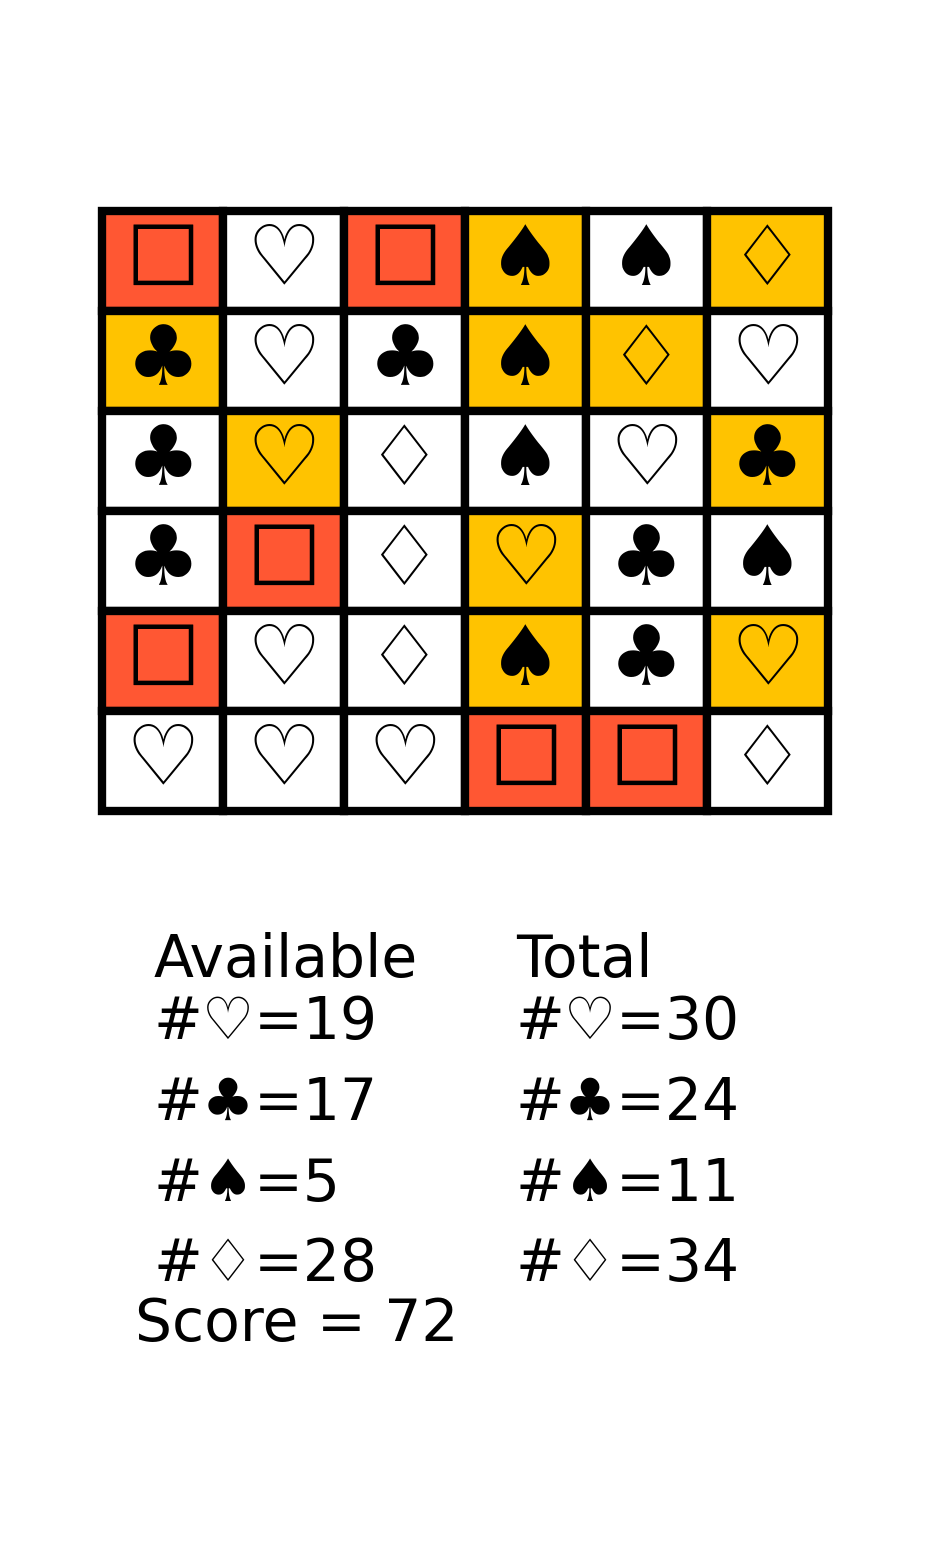 □ ♡ □ ♠ ♠ ♢
♣ ♡ ♣ ♠ ♢ ♡
♣ ♡ ♢ ♠ ♡ ♣
♣ □ ♢ ♡ ♣ ♠
□ ♡ ♢ ♠ ♣ ♡
♡ ♡ ♡ □ □ ♢
Available Total
#♡=19 #♡=30
#♣=17 #♣=24
#♠=5 #♠=11
#♢=28 #♢=34
Score = 72